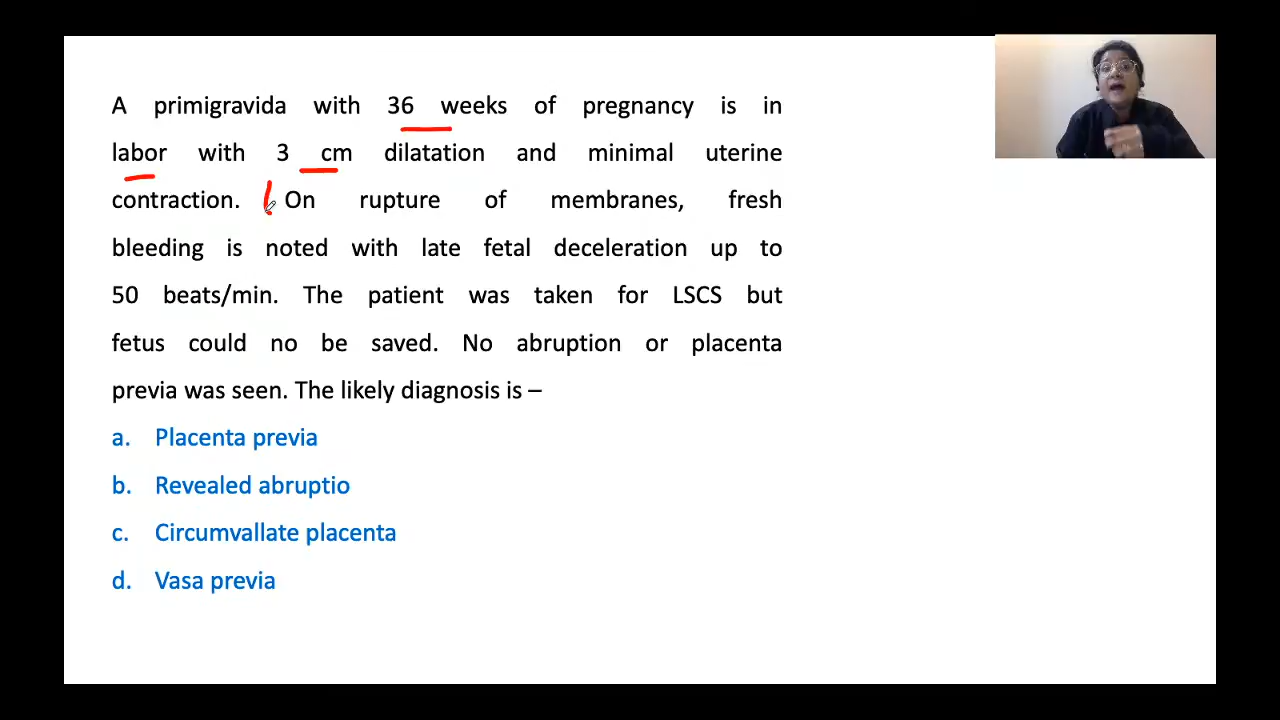 A primigravida with 36 weeks of pregnancy is in
labor with 3 cm dilatation and minimal uterine
contraction. On rupture of membranes, fresh
bleeding is noted with late fetal deceleration up to
50 beats/min. The patient was taken for LSCS but
fetus could no be saved. No abruption or placenta
previa was seen. The likely diagnosis is –
a. Placenta previa
b. Revealed abruptio
c. Circumvallate placenta
d. Vasa previa